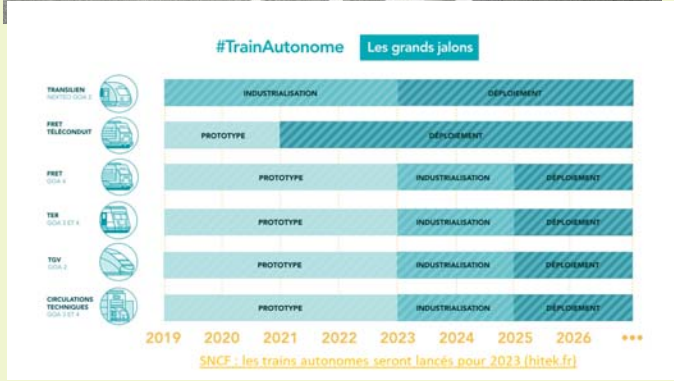 #TrainAutonome Les grands jalons
TRANSILIEN
NEXTEO GOA 2
INDUSTRIALISATION DÉPLOIEMENT
FRET
TÉLÉCONDUIT
PROTOTYPE DÉPLOIEMENT
FRET
GOA 4
PROTOTYPE INDUSTRIALISATION DÉPLOIEMENT
TER
GOA 3 ET 4
PROTOTYPE INDUSTRIALISATION DÉPLOIEMENT
TGV
GOA 2
PROTOTYPE INDUSTRIALISATION DÉPLOIEMENT
CIRCULATIONS
TECHNIQUES
GOA 3 ET 4
PROTOTYPE INDUSTRIALISATION DÉPLOIEMENT
2019 2020 2021 2022 2023 2024 2025 2026 •••
SNCF : les trains autonomes seront lancés pour 2023 (hitek.fr)